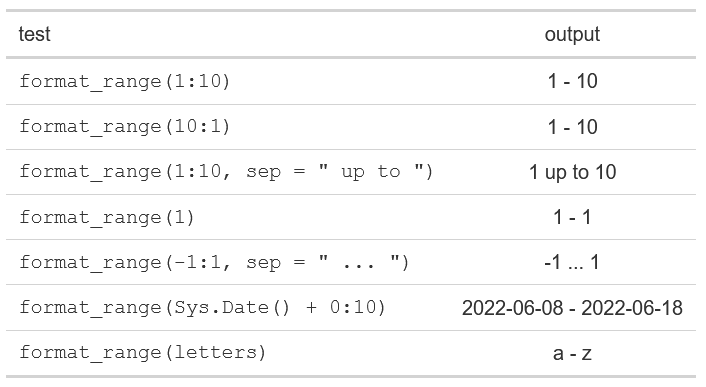 test output
format_range(1:10) 1 - 10
format_range(10:1) 1 - 10
format_range(1:10, sep = " up to ") 1 up to 10
format_range(1) 1 - 1
format_range(-1:1, sep = " ... ") -1 ... 1
format_range(Sys.Date() + 0:10) 2022-06-08 - 2022-06-18
format_range(letters) a - z